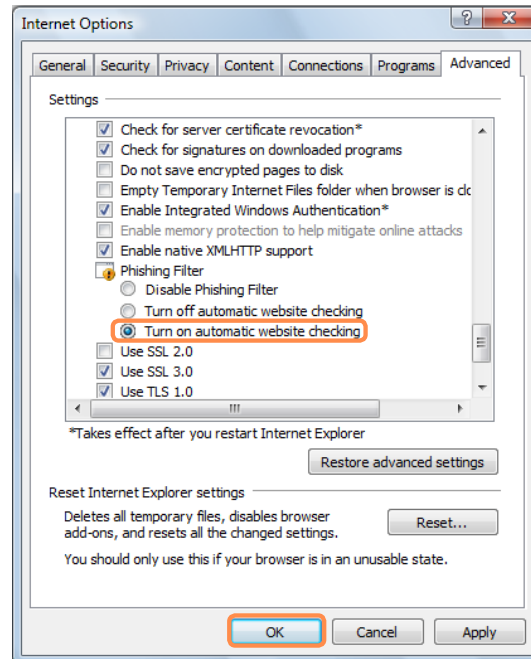 Internet Options
General Security Privacy Content Connections Programs Advanced
Settings
Check for server certificate revocation*
Check for signatures on downloaded programs
Do not save encrypted pages to disk
Empty Temporary Internet Files folder when browser is
Enable Integrated Windows Authentication*
Enable memory protection to help mitigate online attacks
Enable native XMLHTTP support
Phishing Filter
Disable Phishing Filter
Turn off automatic website checking
Turn on automatic website checking
Use SSL 2.0
Use SSL 3.0
Use TLS 1.0
*Takes effect after you restart Internet Explorer
Restore advanced settings
Reset Internet Explorer settings
Deletes all temporary files, disables browser
add-ons, and resets all the changed settings.
Reset...
You should only use this if your browser is in an unusable state.
OK Cancel Apply